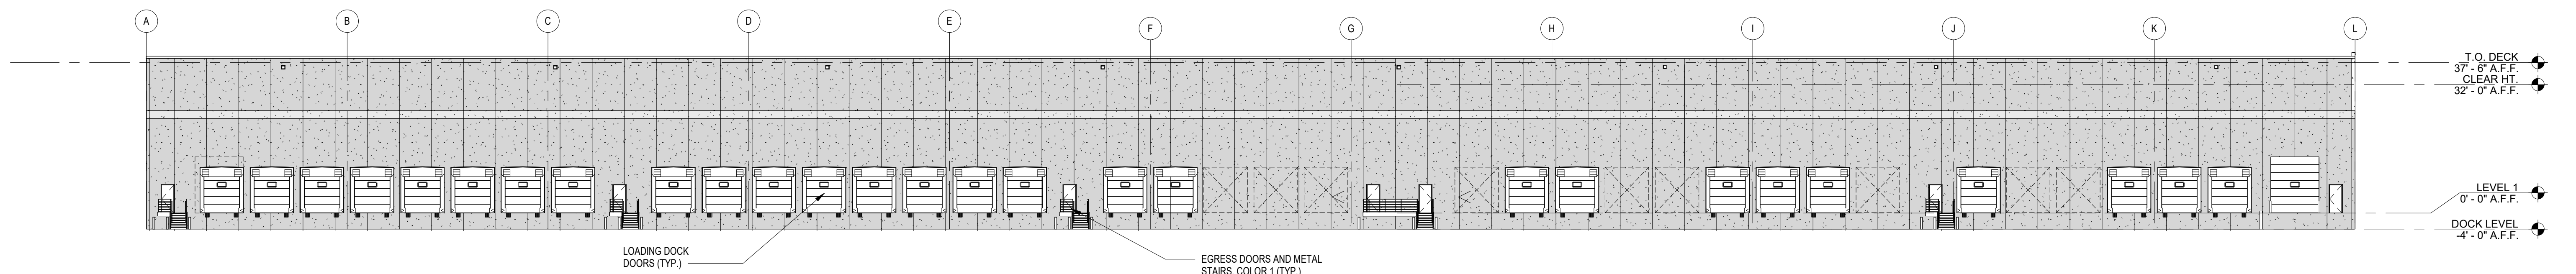 A B C D E F G H I J K L
T.O. DECK
37' - 6" A.F.F.
CLEAR HT.
32' - 0" A.F.F.
LEVEL 1
0' - 0" A.F.F.
DOCK LEVEL
-4' - 0" A.F.F.
LOADING DOCK
DOORS (TYP.)
EGRESS DOORS AND METAL
STAIRS, COLOR 1 (TYP.)